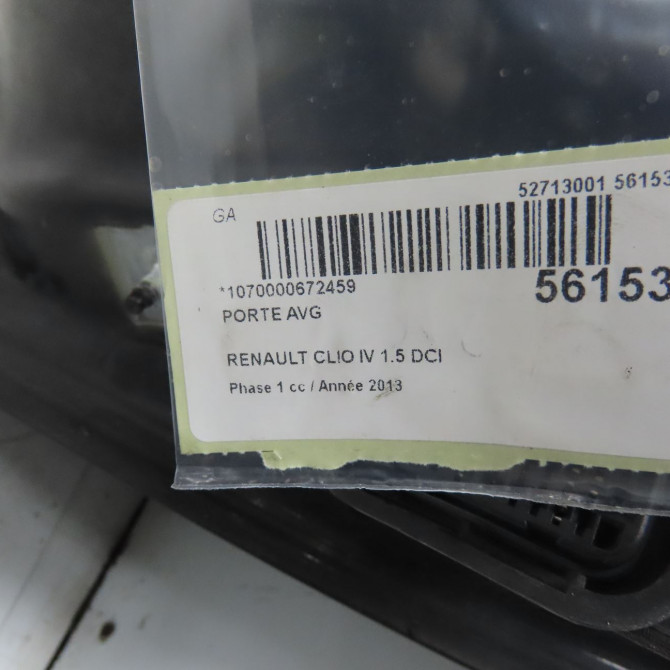 52713001 56153
GA
*1070000672459
56153
PORTE AVG
RENAULT CLIO IV 1.5 DCI
Phase 1 cc / Année 2013